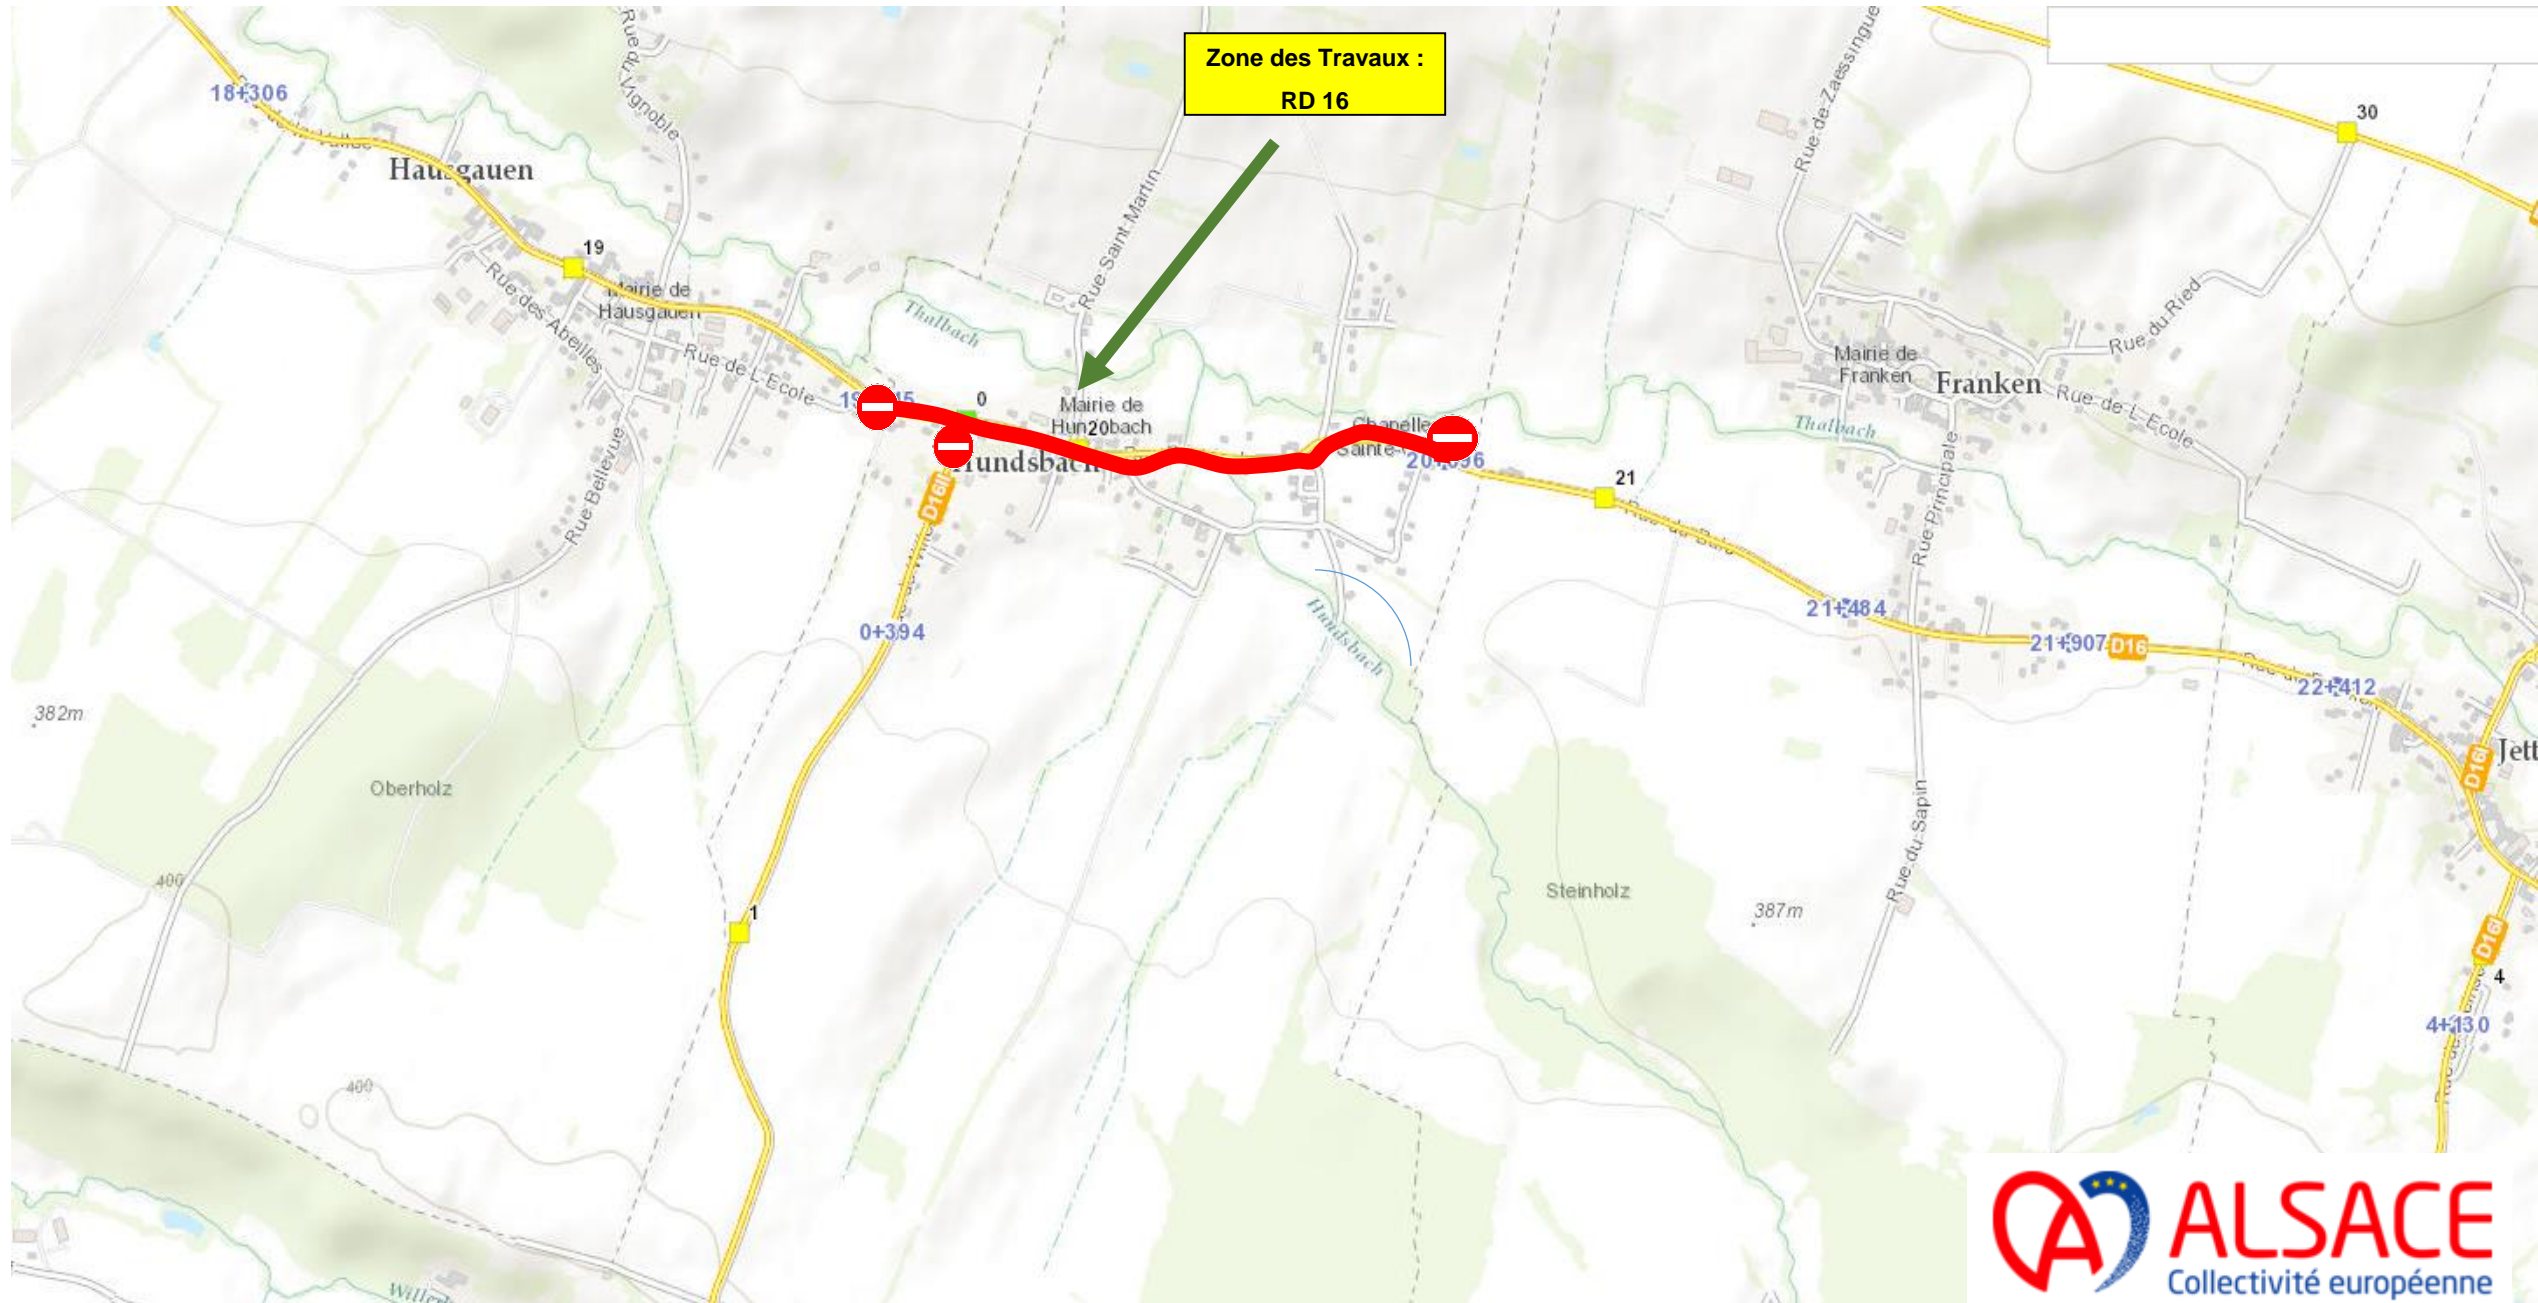 Zone des Travaux :
RD 16
18+306
Hausgauen
Rue du Vignoble
Rue de Zaessingue
30
19
Rue Saint-Martin
Mairie de
Hausgauen
Rue des Abeilles
Rue de L'Ecole
Thalbach
0
Mairie de
20
Hundsbach
Chapelle
Sainte-
Rue Bellevue
D16II
0+394
Hundsbach
21
Mairie de
Franken
Franken
Rue du Ried
Rue de L'Ecole
Thalbach
Rue Principale
21+484
21+907
D16
22+412
Jett
D16I
382m
Oberholz
400
1
400
Steinholz
387m
Rue du Sapin
D16I
4
4+130
ALSACE
Collectivité européenne